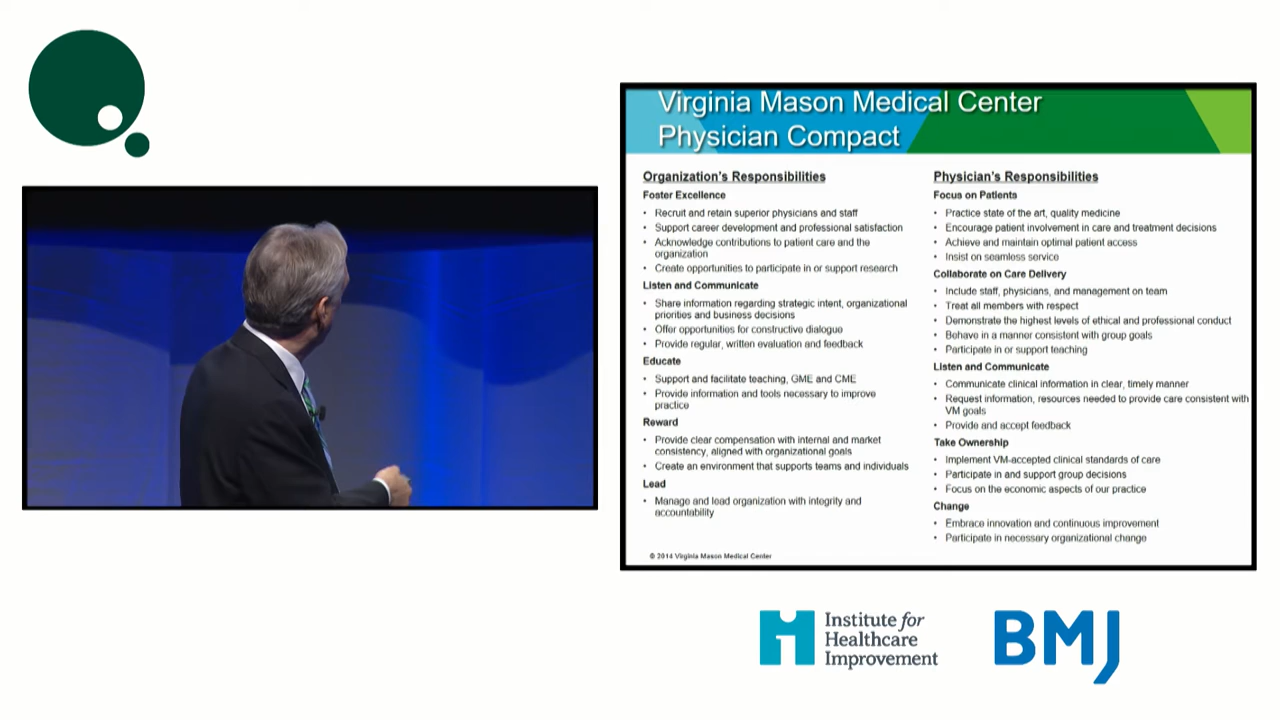 Virginia Mason Medical Center
Physician Compact
Organization's Responsibilities
Foster Excellence
• Recruit and retain superior physicians and staff
• Support career development and professional satisfaction
• Acknowledge contributions to patient care and the
organization
• Create opportunities to participate in or support research
Listen and Communicate
• Share information regarding strategic intent, organizational
priorities and business decisions
• Offer opportunities for constructive dialogue
• Provide regular, written evaluation and feedback
Educate
• Support and facilitate teaching, GME and CME
• Provide information and tools necessary to improve
practice
Reward
• Provide clear compensation with internal and market
consistency, aligned with organizational goals
• Create an environment that supports teams and individuals
Lead
• Manage and lead organization with integrity and
accountability
© 2014 Virginia Mason Medical Center
Physician's Responsibilities
Focus on Patients
• Practice state of the art, quality medicine
• Encourage patient involvement in care and treatment decisions
• Achieve and maintain optimal patient access
• Insist on seamless service
Collaborate on Care Delivery
• Include staff, physicians, and management on team
• Treat all members with respect
• Demonstrate the highest levels of ethical and professional conduct
• Behave in a manner consistent with group goals
• Participate in or support teaching
Listen and Communicate
• Communicate clinical information in clear, timely manner
• Request information, resources needed to provide care consistent with
VM goals
• Provide and accept feedback
Take Ownership
• Implement VM-accepted clinical standards of care
• Participate in and support group decisions
• Focus on the economic aspects of our practice
Change
• Embrace innovation and continuous improvement
• Participate in necessary organizational change
Institute for
Healthcare
Improvement
BMJ